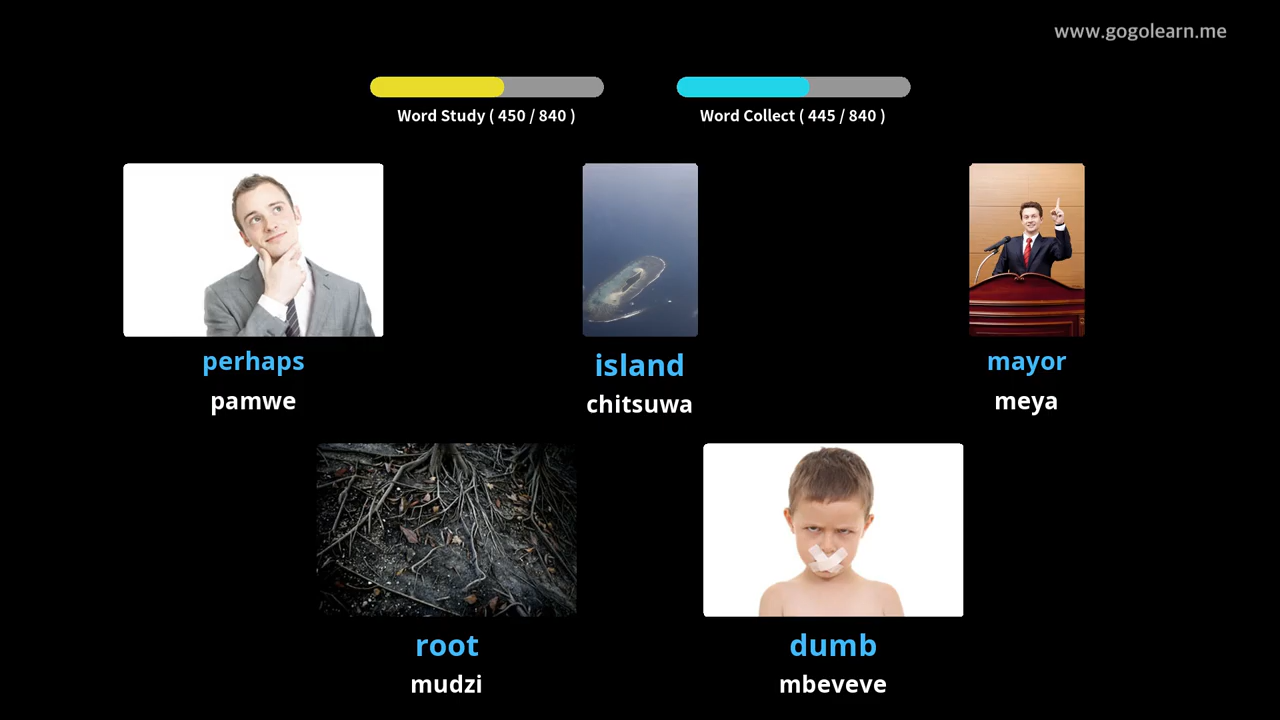 www.gogolearn.me
Word Study ( 450 / 840 )
Word Collect ( 445 / 840 )
perhaps
pamwe
island
chitsuwa
mayor
meya
root
mudzi
dumb
mbeveve